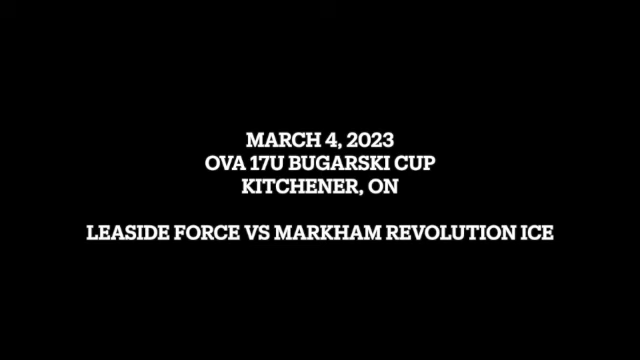 MARCH 4, 2023
OVA 17U BUGARSKI CUP
KITCHENER, ON
LEASIDE FORCE VS MARKHAM REVOLUTION ICE